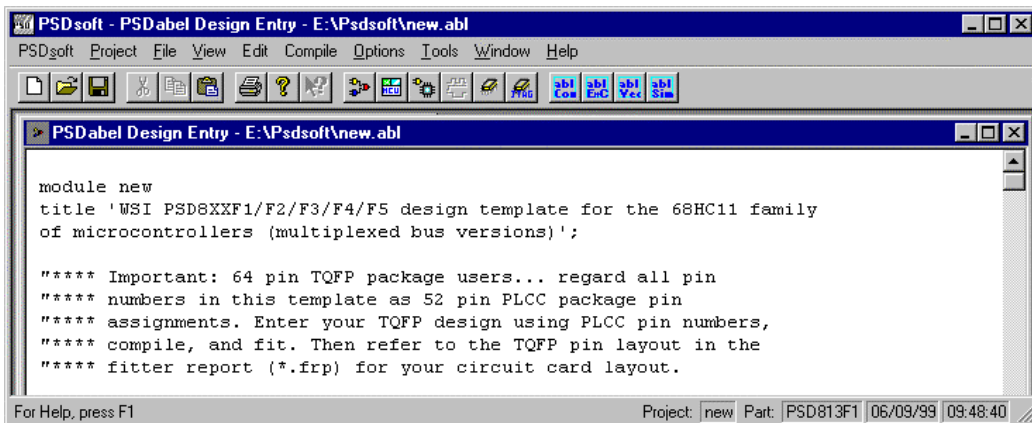 PSDsoft - PSDabel Design Entry - E:\Psdsoft\new.abl
PSDsoft Project File View Edit Compile Options Tools Window Help
MCU JTAG abl Com abl EnC abl Vec abl Sim
PSDabel Design Entry - E:\Psdsoft\new.abl
module new
title 'WSI PSD8XXF1/F2/F3/F4/F5 design template for the 68HC11 family
of microcontrollers (multiplexed bus versions)';
"**** Important: 64 pin TQFP package users... regard all pin
"**** numbers in this template as 52 pin PLCC package pin
"**** assignments. Enter your TQFP design using PLCC pin numbers,
"**** compile, and fit. Then refer to the TQFP pin layout in the
"**** fitter report (*.frp) for your circuit card layout.
For Help, press F1 Project: new Part: PSD813F1 06/09/99 09:48:40